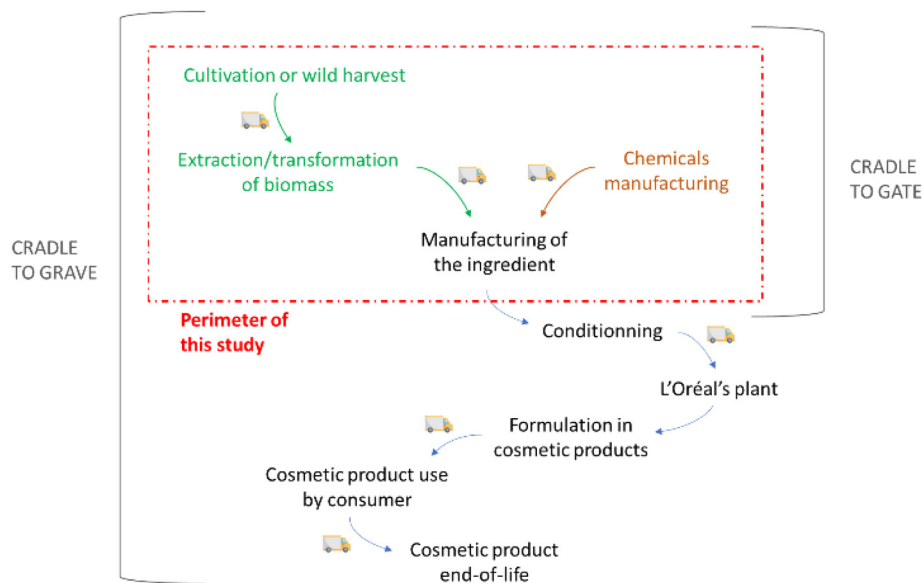 Cultivation or wild harvest
Extraction/transformation
of biomass
Chemicals
manufacturing
CRADLE
TO GATE
Manufacturing of
the ingredient
CRADLE
TO GRAVE
Perimeter of
this study
Conditionning
L'Oréal's plant
Formulation in
cosmetic products
Cosmetic product use
by consumer
Cosmetic product
end-of-life